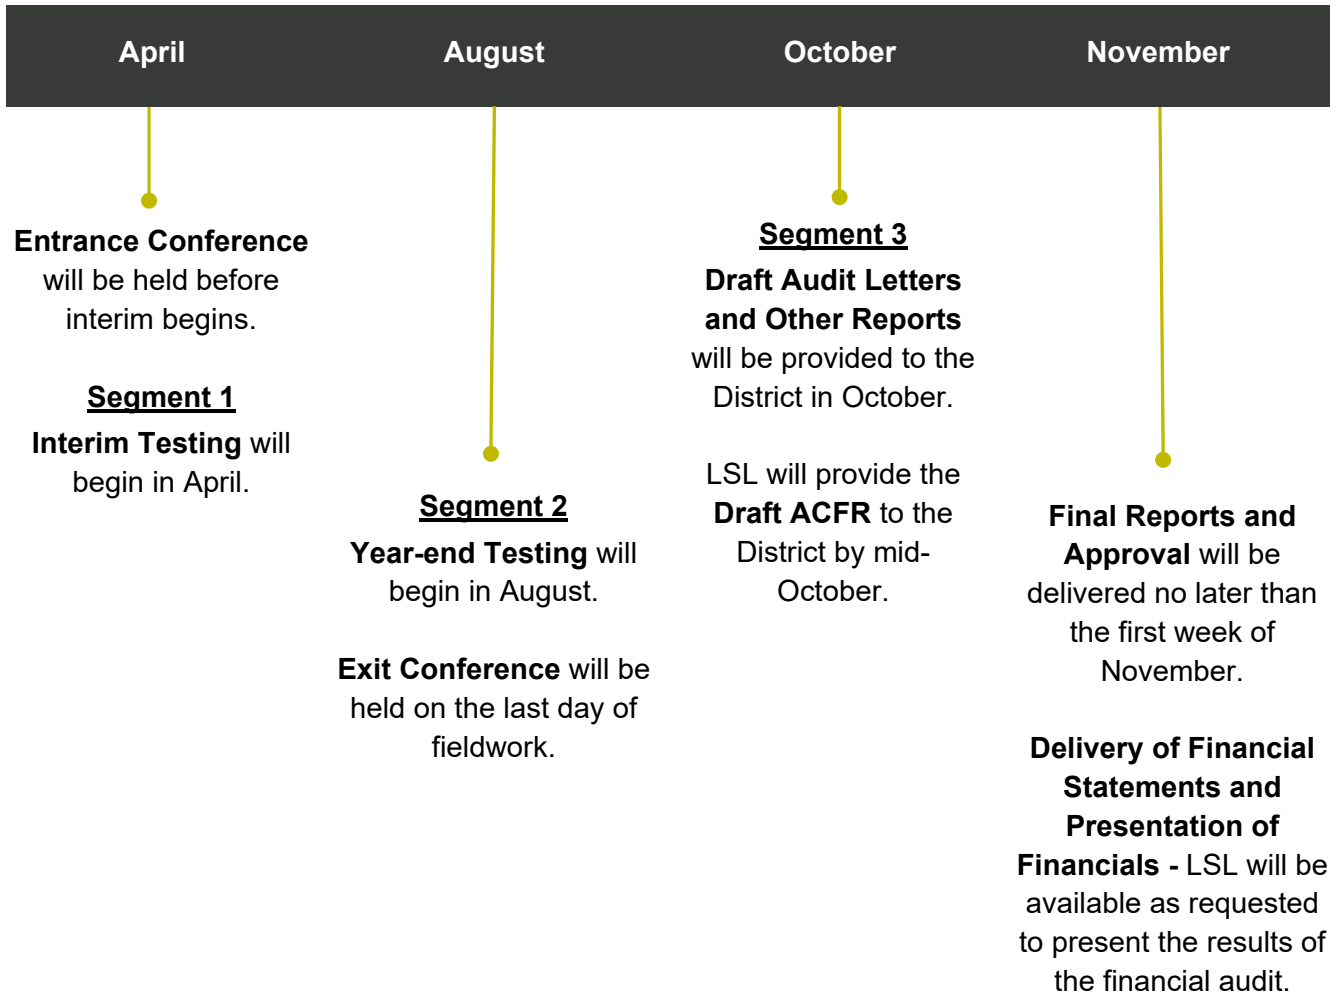 April
August
October
November
Entrance Conference
will be held before
interim begins.
Segment 1
Interim Testing will
begin in April.
Segment 2
Year-end Testing will
begin in August.
Exit Conference will be
held on the last day of
fieldwork.
Segment 3
Draft Audit Letters
and Other Reports
will be provided to the
District in October.
LSL will provide the
Draft ACFR to the
District by mid-
October.
Final Reports and
Approval will be
delivered no later than
the first week of
November.
Delivery of Financial
Statements and
Presentation of
Financials - LSL will be
available as requested
to present the results of
the financial audit.